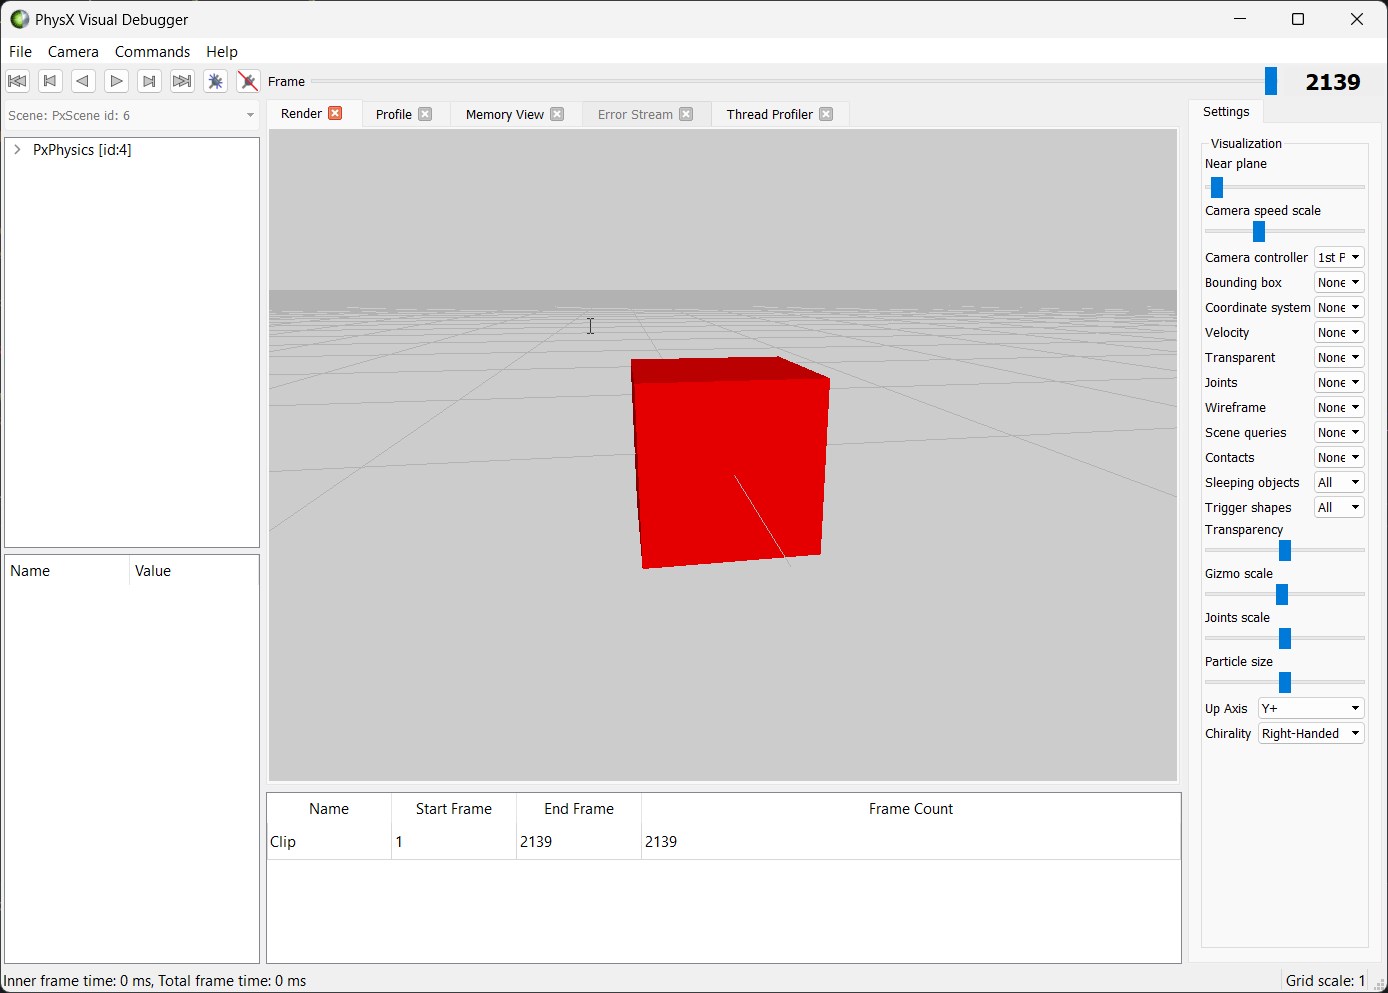 PhysX Visual Debugger
File Camera Commands Help
Frame 2139
Scene: PxScene id: 6
Render Profile Memory View Error Stream Thread Profiler
Settings
PxPhysics [id:4]
Visualization
Near plane
Camera speed scale
Camera controller 1st P
Bounding box None
Coordinate system None
Velocity None
Transparent None
Joints None
Wireframe None
Scene queries None
Contacts None
Sleeping objects All
Trigger shapes All
Transparency
Gizmo scale
Joints scale
Particle size
Up Axis Y+
Chirality Right-Handed
Name Value
Name Start Frame End Frame Frame Count
Clip 1 2139 2139
Inner frame time: 0 ms, Total frame time: 0 ms
Grid scale: 1